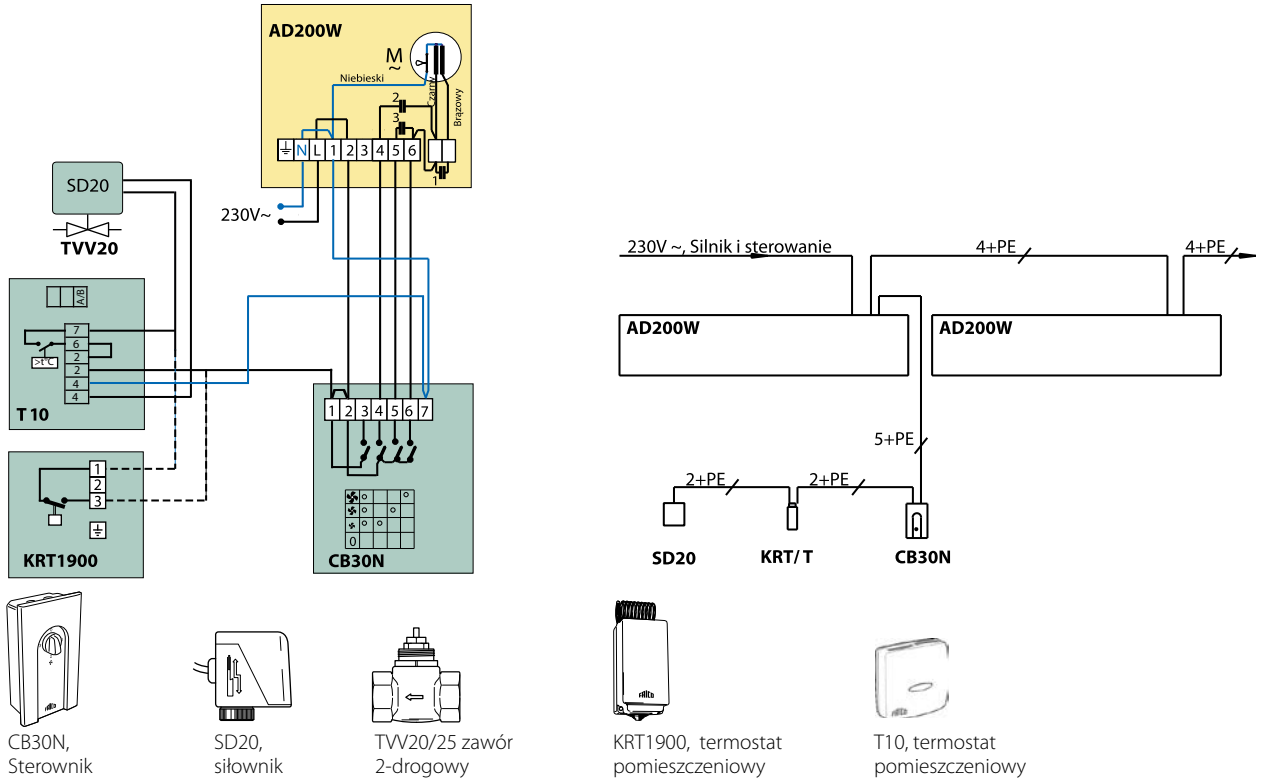 AD200W
M
~
Niebieski
Czarny
Brązowy
2
3
N L 1 2 3 4 5 6
1
230V~
SD20
TVV20
A/B
7
6
>t°C
2
2
4
4
T 10
1
2
3
KRT1900
1 2 3 4 5 6 7
0
CB30N
230V ~, Silnik i sterowanie
4+PE
4+PE
AD200W
AD200W
5+PE
2+PE
2+PE
SD20
KRT/ T
CB30N
FRICO
FRICO
CB30N,
Sterownik
SD20,
siłownik
TVV20/25 zawór
2-drogowy
KRT1900, termostat
pomieszczeniowy
T10, termostat
pomieszczeniowy